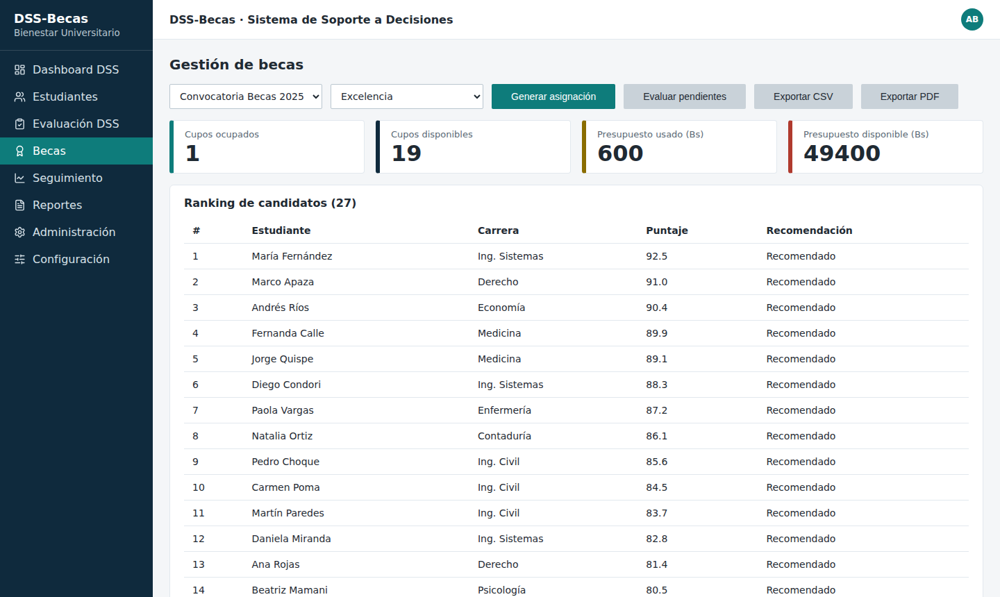 DSS-Becas
Bienestar Universitario
Dashboard DSS
Estudiantes
Evaluación DSS
Becas
Seguimiento
Reportes
Administración
Configuración
DSS-Becas · Sistema de Soporte a Decisiones
AB
Gestión de becas
Convocatoria Becas 2025 Excelencia Generar asignación Evaluar pendientes Exportar CSV Exportar PDF
Cupos ocupados Cupos disponibles Presupuesto usado (Bs) Presupuesto disponible (Bs)
1 19 600 49400
Ranking de candidatos (27)
# Estudiante Carrera Puntaje Recomendación
1 María Fernández Ing. Sistemas 92.5 Recomendado
2 Marco Apaza Derecho 91.0 Recomendado
3 Andrés Ríos Economía 90.4 Recomendado
4 Fernanda Calle Medicina 89.9 Recomendado
5 Jorge Quispe Medicina 89.1 Recomendado
6 Diego Condori Ing. Sistemas 88.3 Recomendado
7 Paola Vargas Enfermería 87.2 Recomendado
8 Natalia Ortiz Contaduría 86.1 Recomendado
9 Pedro Choque Ing. Civil 85.6 Recomendado
10 Carmen Poma Ing. Civil 84.5 Recomendado
11 Martín Paredes Ing. Civil 83.7 Recomendado
12 Daniela Miranda Ing. Sistemas 82.8 Recomendado
13 Ana Rojas Derecho 81.4 Recomendado
14 Beatriz Mamani Psicología 80.5 Recomendado